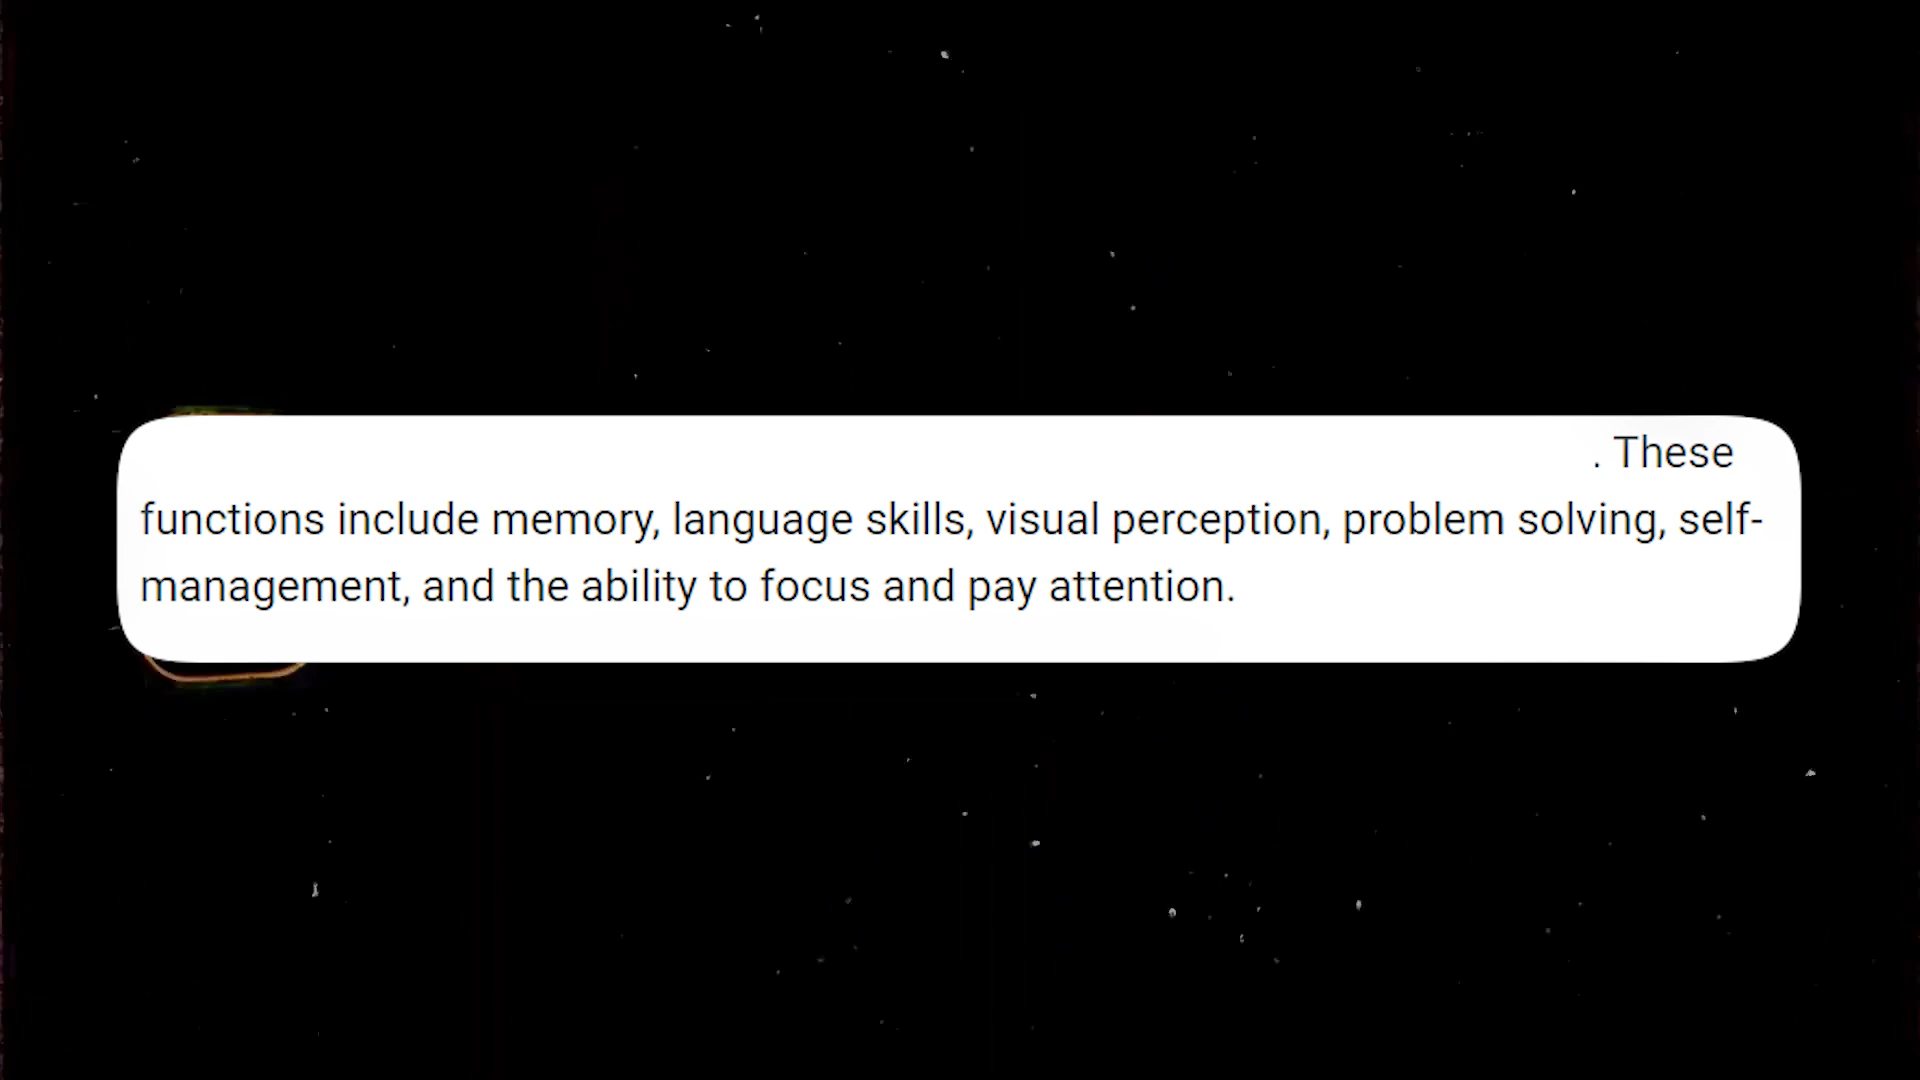 . These
functions include memory, language skills, visual perception, problem solving, self-
management, and the ability to focus and pay attention.